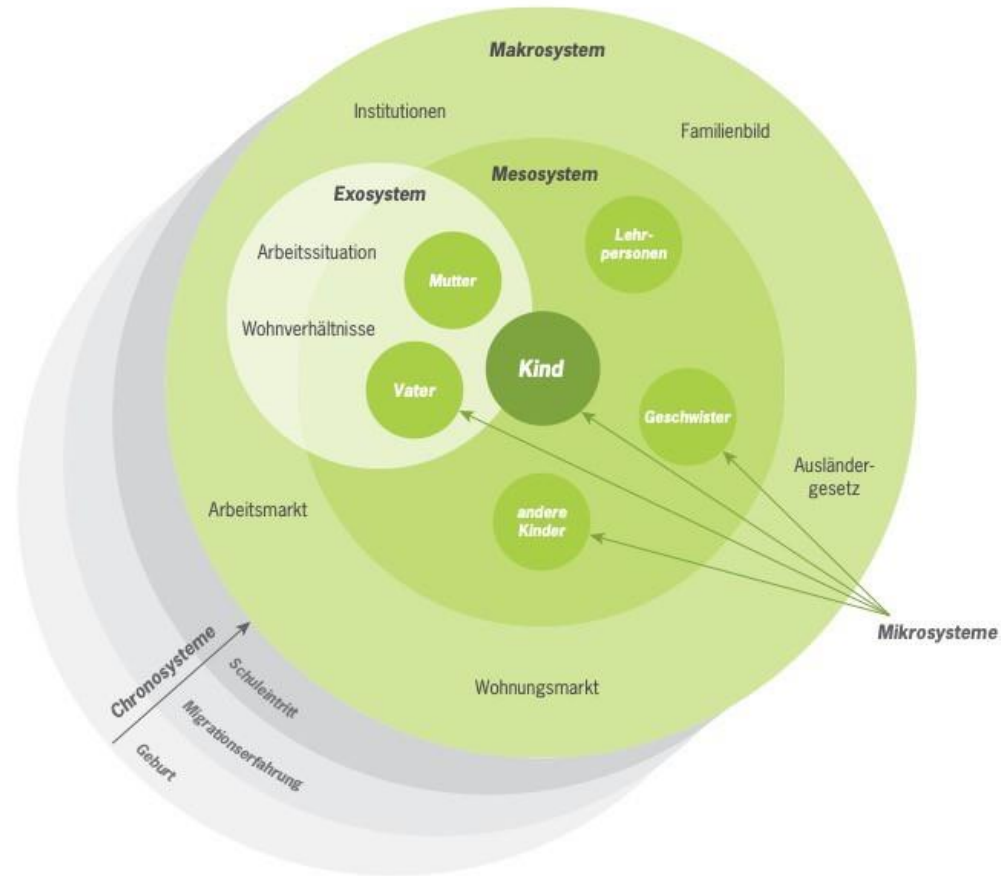 Makrosystem
Institutionen
Familienbild
Mesosystem
Exosystem
Lehr-
personen
Arbeitssituation
Mutter
Wohnverhältnisse
Kind
Vater
Geschwister
Ausländer-
gesetz
Arbeitsmarkt
andere
Kinder
Mikrosysteme
Chronosysteme
Schuleintritt
Wohnungsmarkt
Migrationserfahrung
Geburt